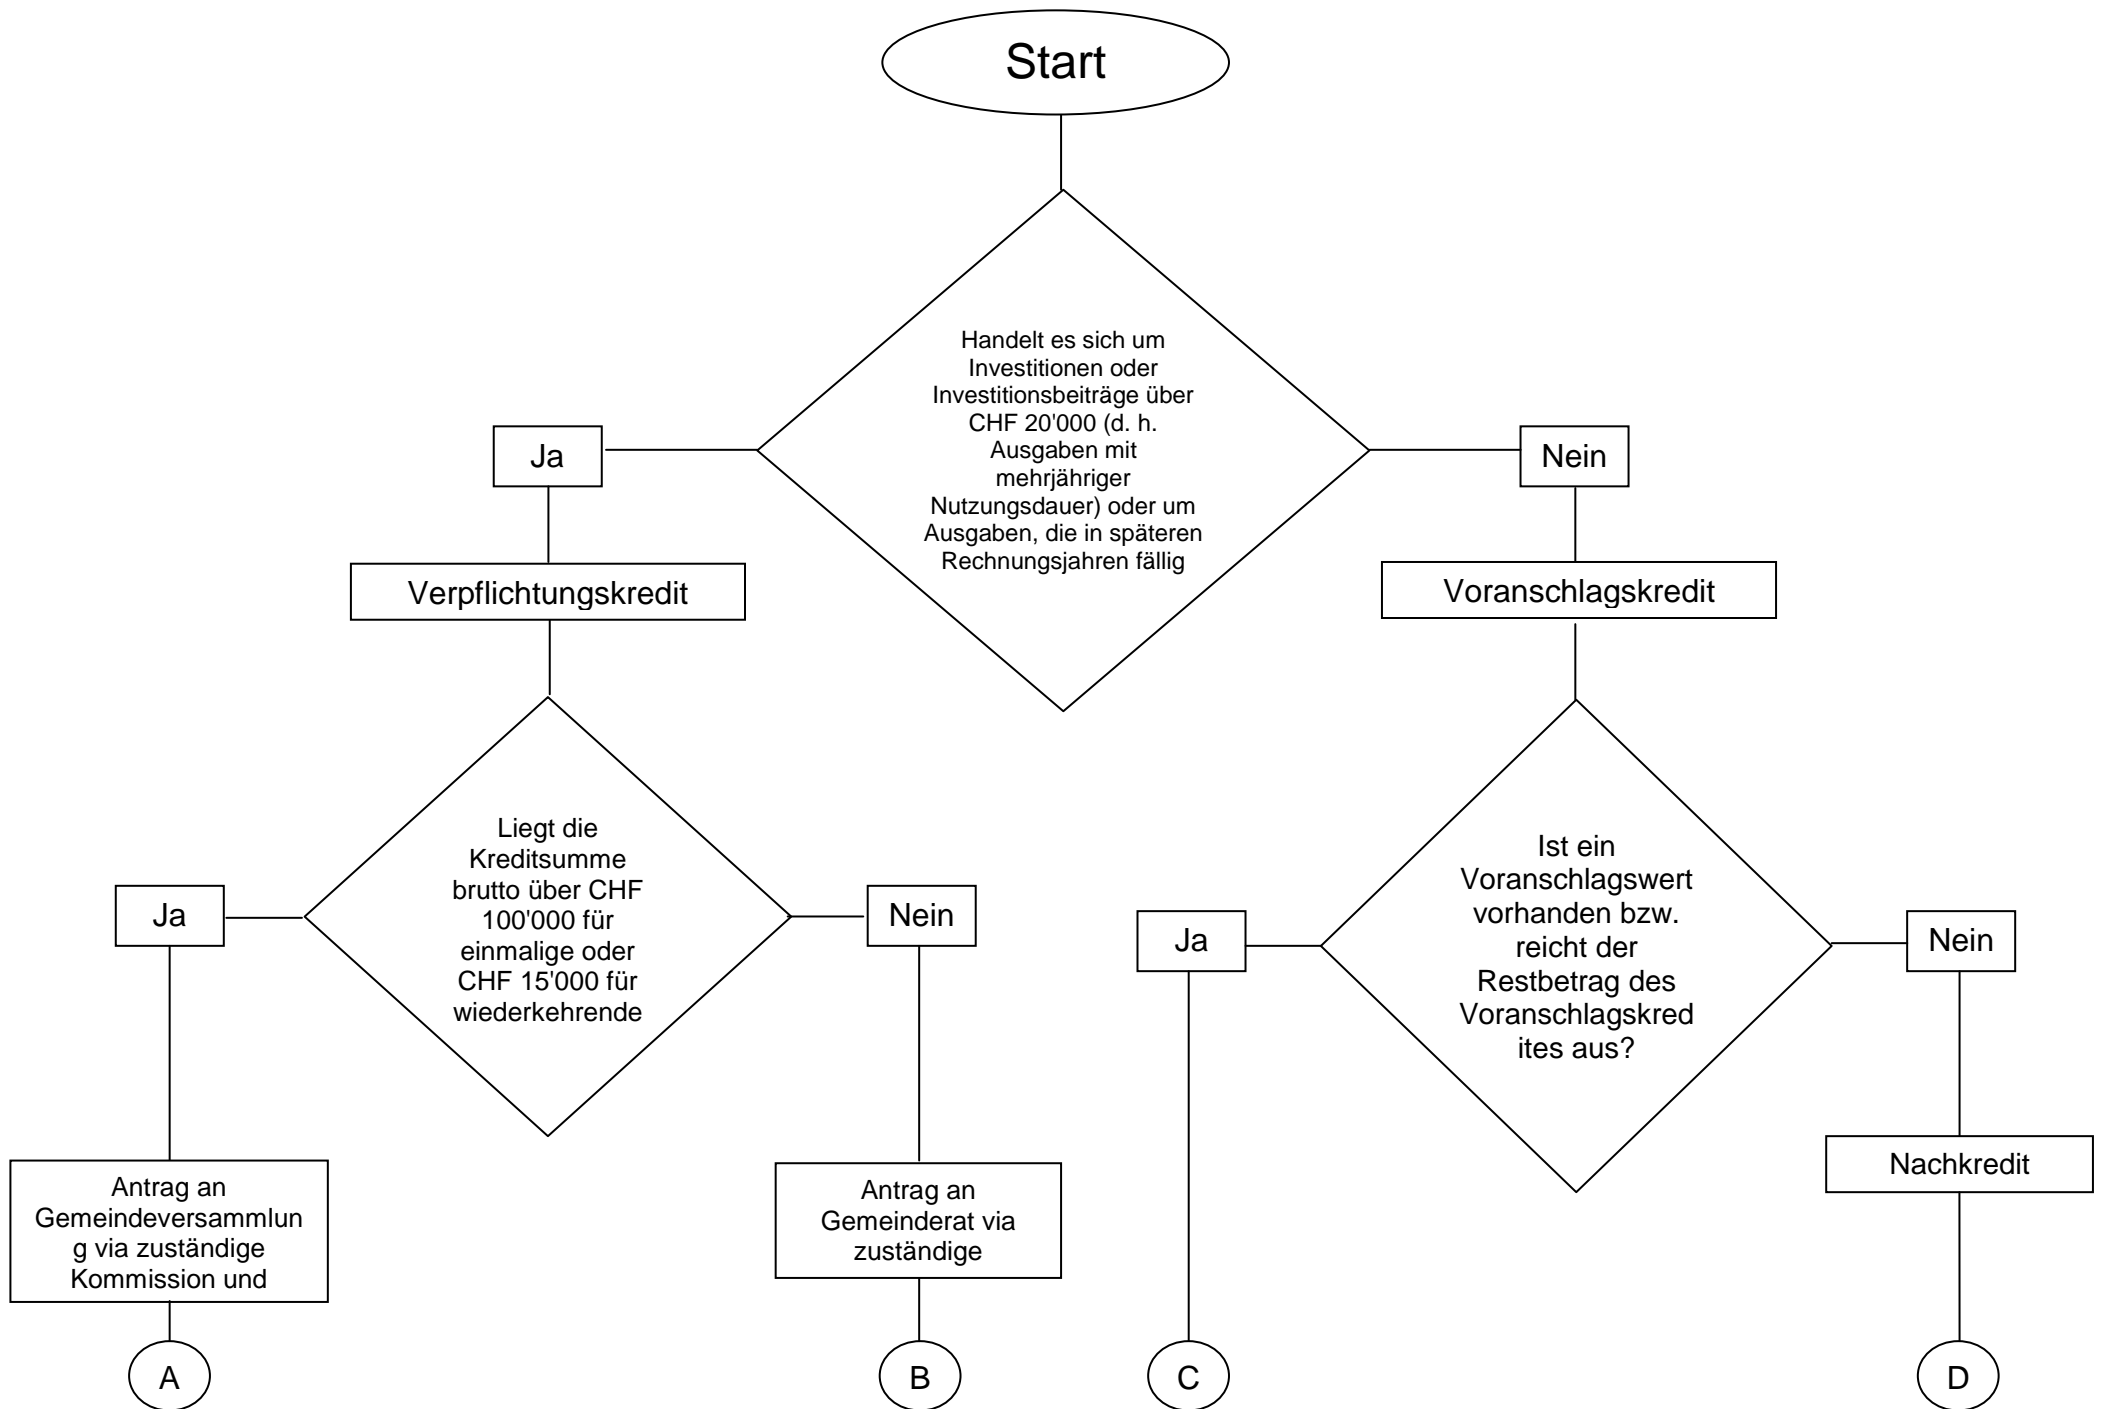 Start
Handelt es sich um
Investitionen oder
Investitionsbeiträge über
CHF 20'000 (d. h.
Ausgaben mit
mehrjähriger
Nutzungsdauer) oder um
Ausgaben, die in späteren
Rechnungsjahren fällig
Ja
Nein
Verpflichtungskredit
Voranschlagskredit
Liegt die
Kreditsumme
brutto über CHF
100'000 für
einmalige oder
CHF 15'000 für
wiederkehrende
Ja
Nein
Ist ein
Voranschlagswert
vorhanden bzw.
reicht der
Restbetrag des
Voranschlagskred
ites aus?
Ja
Nein
Antrag an
Gemeindeversammlun
g via zuständige
Kommission und
Antrag an
Gemeinderat via
zuständige
Nachkredit
A
B
C
D